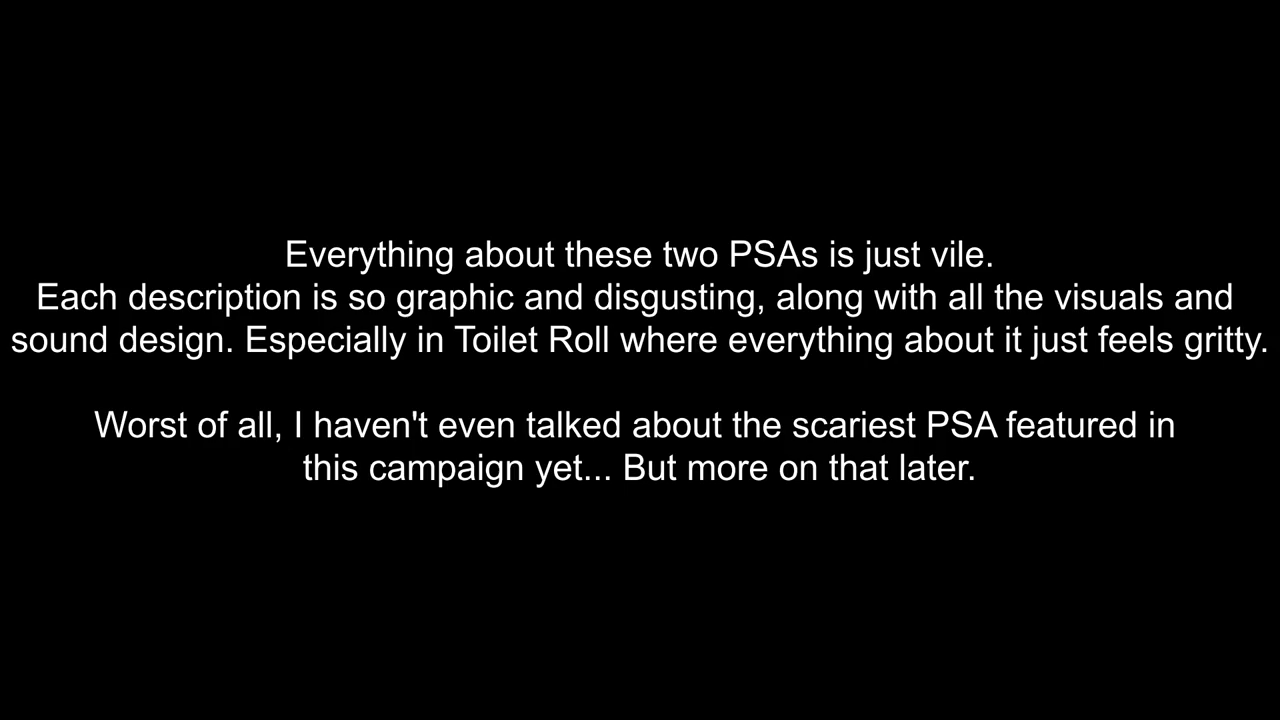 Everything about these two PSAs is just vile.
Each description is so graphic and disgusting, along with all the visuals and
sound design. Especially in Toilet Roll where everything about it just feels gritty.
Worst of all, I haven't even talked about the scariest PSA featured in
this campaign yet... But more on that later.